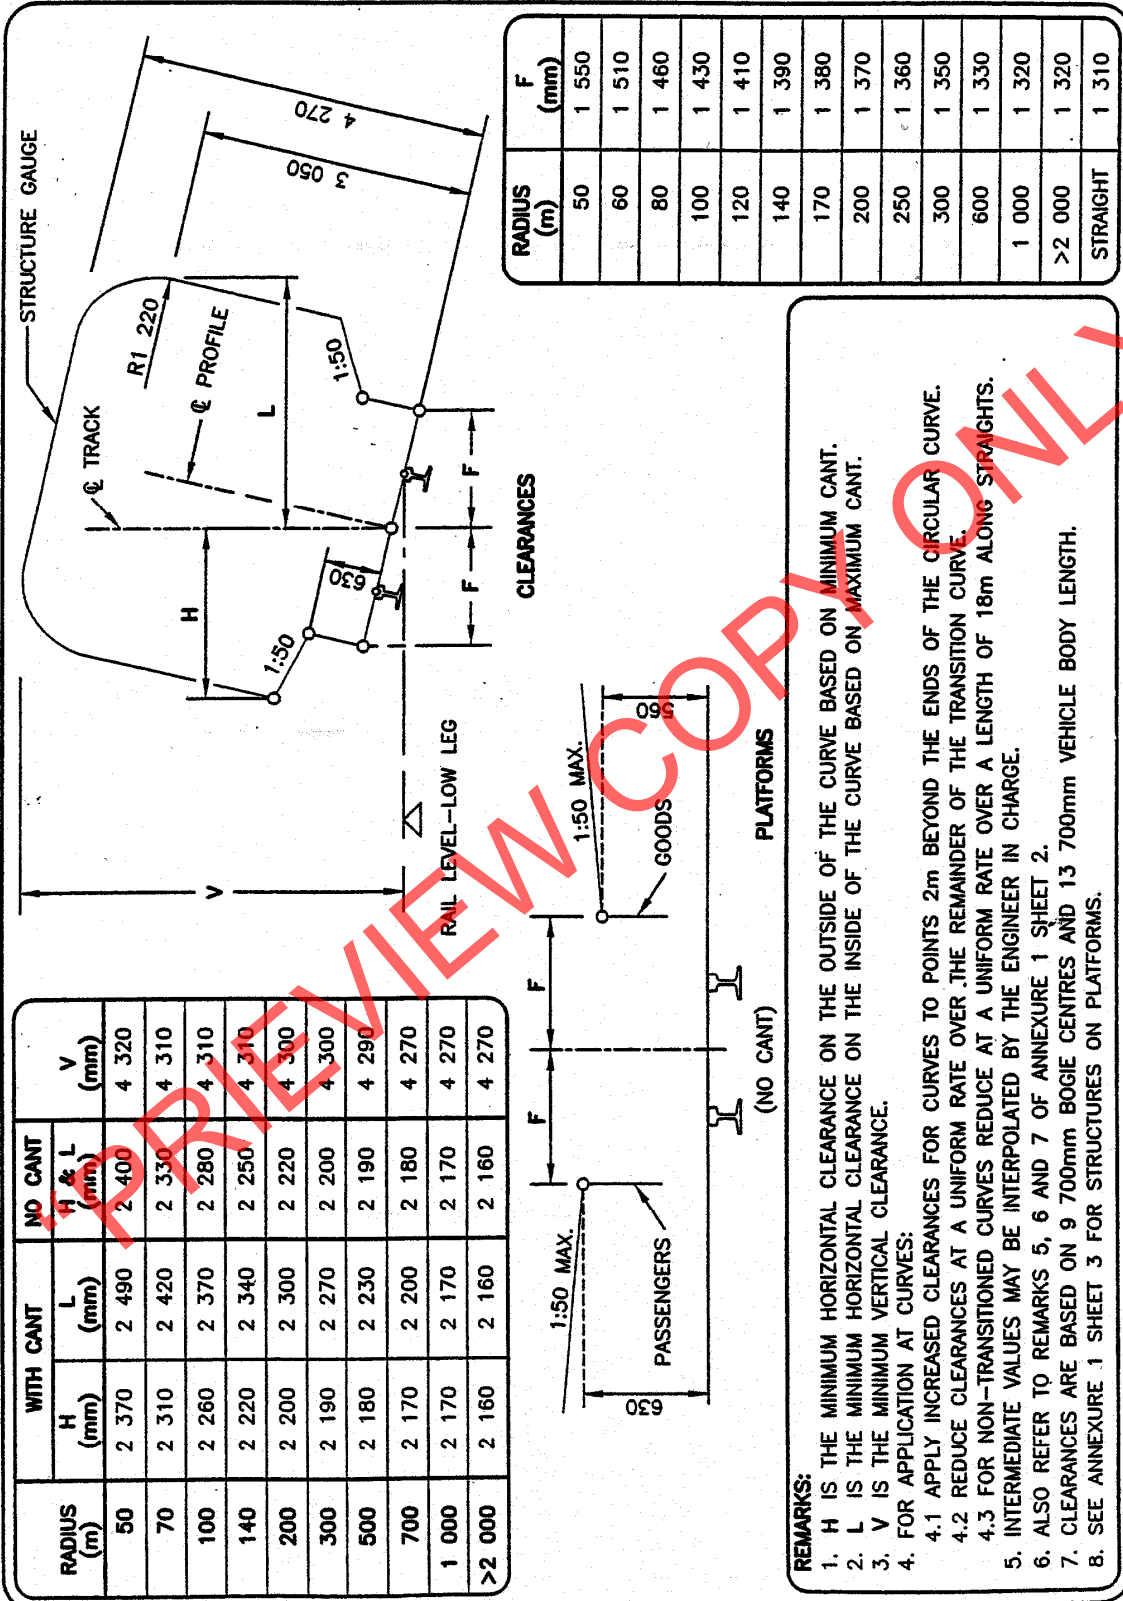 RADIUS (m) | WITH CANT H (mm) | WITH CANT L (mm) | NO CANT H & L (mm) | V (mm)
50 | 2 370 | 2 490 | 2 400 | 4 320
70 | 2 310 | 2 420 | 2 330 | 4 310
100 | 2 260 | 2 370 | 2 280 | 4 310
140 | 2 220 | 2 340 | 2 250 | 4 310
200 | 2 200 | 2 300 | 2 220 | 4 300
300 | 2 190 | 2 270 | 2 200 | 4 300
500 | 2 180 | 2 230 | 2 190 | 4 290
700 | 2 170 | 2 200 | 2 180 | 4 270
1 000 | 2 170 | 2 170 | 2 170 | 4 270
>2 000 | 2 160 | 2 160 | 2 160 | 4 270
STRUCTURE GAUGE
℄ TRACK
R1 220
℄ PROFILE
4 270
3 050
H
L
V
1:50
1:50
630
F
F
RAIL LEVEL-LOW LEG
CLEARANCES
1:50 MAX.
1:50 MAX.
F
F
PASSENGERS
GOODS
630
560
(NO CANT)
PLATFORMS
RADIUS (m) | F (mm)
50 | 1 550
60 | 1 510
80 | 1 460
100 | 1 430
120 | 1 410
140 | 1 390
170 | 1 380
200 | 1 370
250 | 1 360
300 | 1 350
600 | 1 330
1 000 | 1 320
>2 000 | 1 320
STRAIGHT | 1 310
REMARKS:
1. H IS THE MINIMUM HORIZONTAL CLEARANCE ON THE OUTSIDE OF THE CURVE BASED ON MINIMUM CANT.
2. L IS THE MINIMUM HORIZONTAL CLEARANCE ON THE INSIDE OF THE CURVE BASED ON MAXIMUM CANT.
3. V IS THE MINIMUM VERTICAL CLEARANCE.
4. FOR APPLICATION AT CURVES:
4.1 APPLY INCREASED CLEARANCES FOR CURVES TO POINTS 2m BEYOND THE ENDS OF THE CIRCULAR CURVE.
4.2 REDUCE CLEARANCES AT A UNIFORM RATE OVER THE REMAINDER OF THE TRANSITION CURVE.
4.3 FOR NON-TRANSITIONED CURVES REDUCE AT A UNIFORM RATE OVER A LENGTH OF 18m ALONG STRAIGHTS.
5. INTERMEDIATE VALUES MAY BE INTERPOLATED BY THE ENGINEER IN CHARGE.
6. ALSO REFER TO REMARKS 5, 6 AND 7 OF ANNEXURE 1 SHEET 2.
7. CLEARANCES ARE BASED ON 9 700mm BOGIE CENTRES AND 13 700mm VEHICLE BODY LENGTH.
8. SEE ANNEXURE 1 SHEET 3 FOR STRUCTURES ON PLATFORMS.
"PREVIEW COPY ONLY